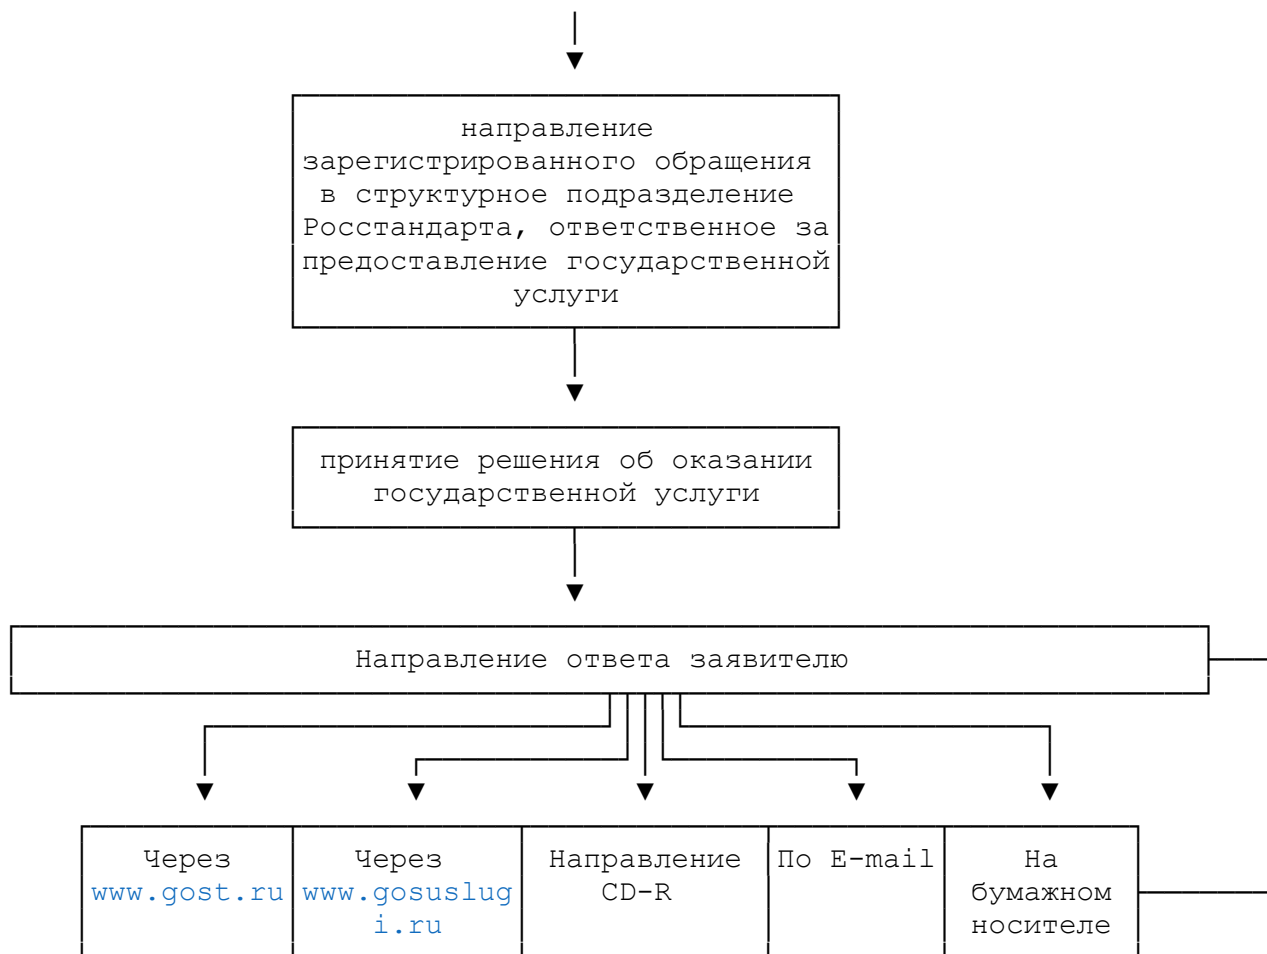 направление
зарегистрированного обращения
в структурное подразделение
Росстандарта, ответственное за
предоставление государственной
услуги
принятие решения об оказании
государственной услуги
Направление ответа заявителю
Через
www.gost.ru
Через
www.gosuslug
i.ru
Направление
CD-R
По E-mail
На
бумажном
носителе